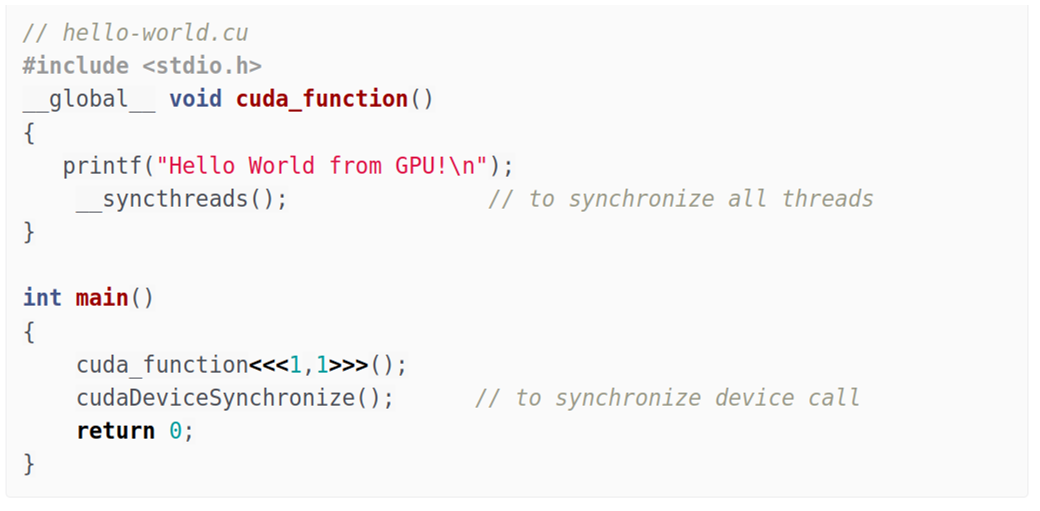 // hello-world.cu
#include <stdio.h>
__global__ void cuda_function()
{
   printf("Hello World from GPU!\n");
    __syncthreads();               // to synchronize all threads
}

int main()
{
    cuda_function<<<1,1>>>();
    cudaDeviceSynchronize();      // to synchronize device call
    return 0;
}